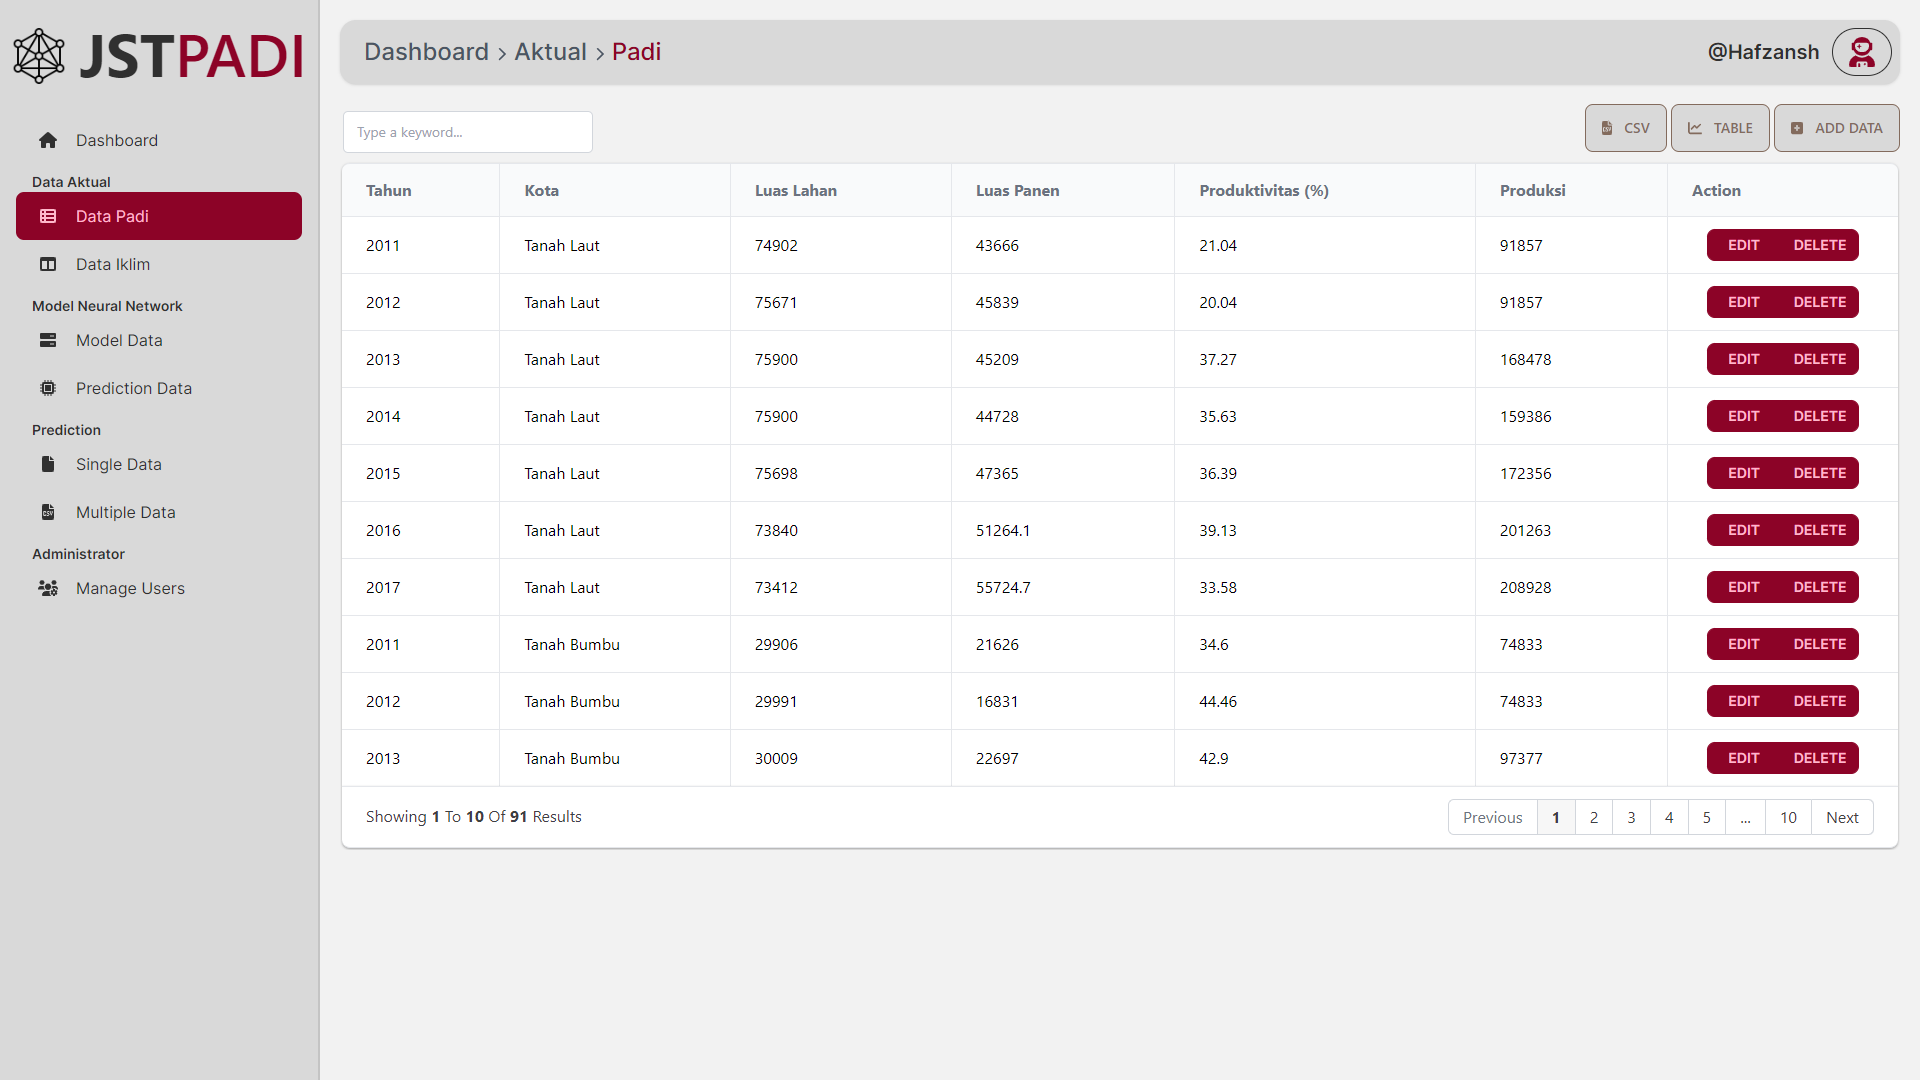 JSTPADI
Dashboard
Data Aktual
Data Padi
Data Iklim
Model Neural Network
Model Data
Prediction Data
Prediction
Single Data
Multiple Data
Administrator
Manage Users
Dashboard > Aktual > Padi
@Hafzansh
Type a keyword...
CSV TABLE ADD DATA
Tahun Kota Luas Lahan Luas Panen Produktivitas (%) Produksi Action
2011 Tanah Laut 74902 43666 21.04 91857 EDIT DELETE
2012 Tanah Laut 75671 45839 20.04 91857 EDIT DELETE
2013 Tanah Laut 75900 45209 37.27 168478 EDIT DELETE
2014 Tanah Laut 75900 44728 35.63 159386 EDIT DELETE
2015 Tanah Laut 75698 47365 36.39 172356 EDIT DELETE
2016 Tanah Laut 73840 51264.1 39.13 201263 EDIT DELETE
2017 Tanah Laut 73412 55724.7 33.58 208928 EDIT DELETE
2011 Tanah Bumbu 29906 21626 34.6 74833 EDIT DELETE
2012 Tanah Bumbu 29991 16831 44.46 74833 EDIT DELETE
2013 Tanah Bumbu 30009 22697 42.9 97377 EDIT DELETE
Showing 1 To 10 Of 91 Results
Previous 1 2 3 4 5 ... 10 Next